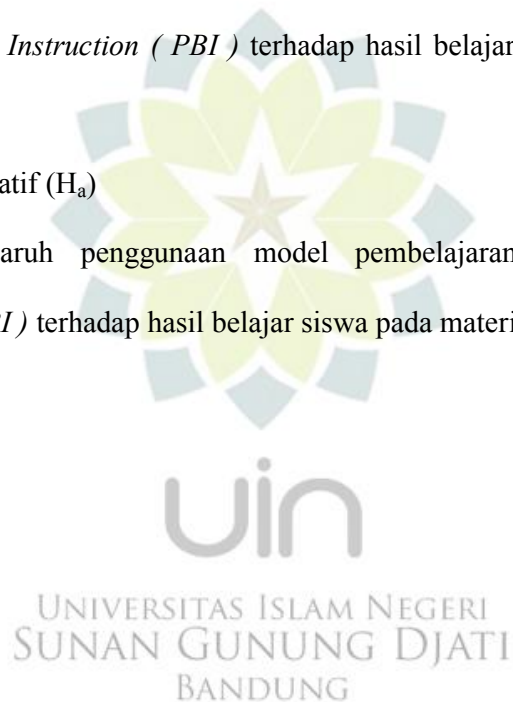 Instruction ( PBI ) terhadap hasil belajar
atif (Ha)
aruh penggunaan model pembelajaran
I ) terhadap hasil belajar siswa pada materi
uin
UNIVERSITAS ISLAM NEGERI
SUNAN GUNUNG DJATI
BANDUNG